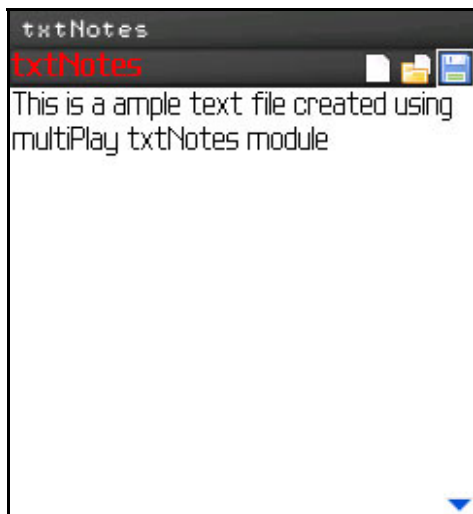 txtNotes
txtNotes
This is a ample text file created using
multiPlay txtNotes module